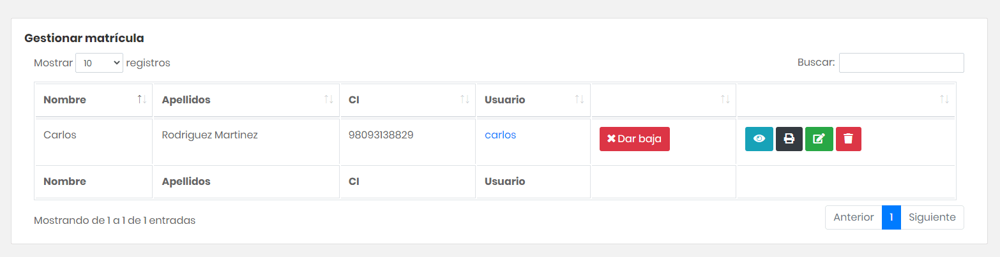 Gestionar matrícula
Mostrar 10 registros Buscar:
Nombre Apellidos CI Usuario
Carlos Rodriguez Martinez 98093138829 carlos Dar baja
Nombre Apellidos CI Usuario
Mostrando de 1 a 1 de 1 entradas Anterior 1 Siguiente